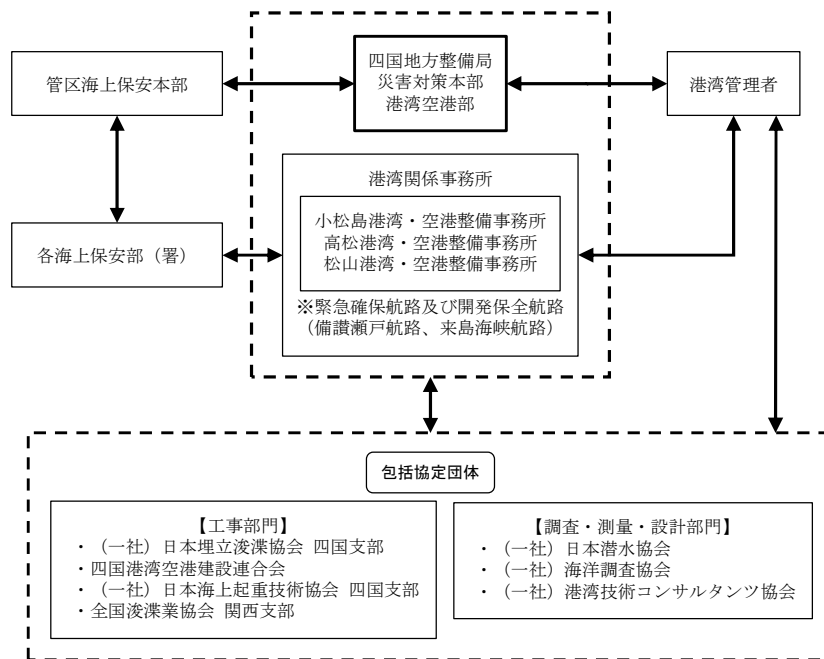 四国地方整備局
災害対策本部
港湾空港部
管区海上保安本部
港湾管理者
港湾関係事務所
小松島港湾・空港整備事務所
高松港湾・空港整備事務所
松山港湾・空港整備事務所
各海上保安部（署）
※緊急確保航路及び開発保全航路
（備讃瀬戸航路、来島海峡航路）
包括協定団体
【工事部門】
・（一社）日本埋立浚渫協会 四国支部
・四国港湾空港建設連合会
・（一社）日本海上起重技術協会 四国支部
・全国浚渫業協会 関西支部
【調査・測量・設計部門】
・（一社）日本潜水協会
・（一社）海洋調査協会
・（一社）港湾技術コンサルタンツ協会